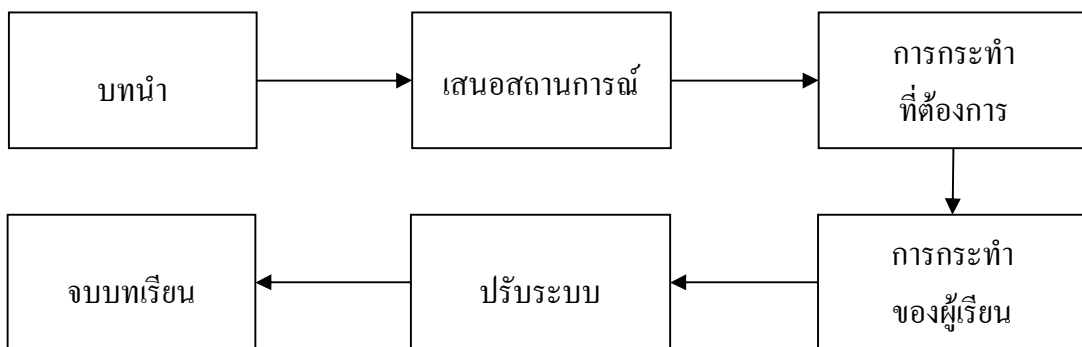 บทนำ
เสนอสถานการณ์
การกระทำ
ที่ต้องการ
การกระทำ
ของผู้เรียน
ปรับระบบ
จบบทเรียน